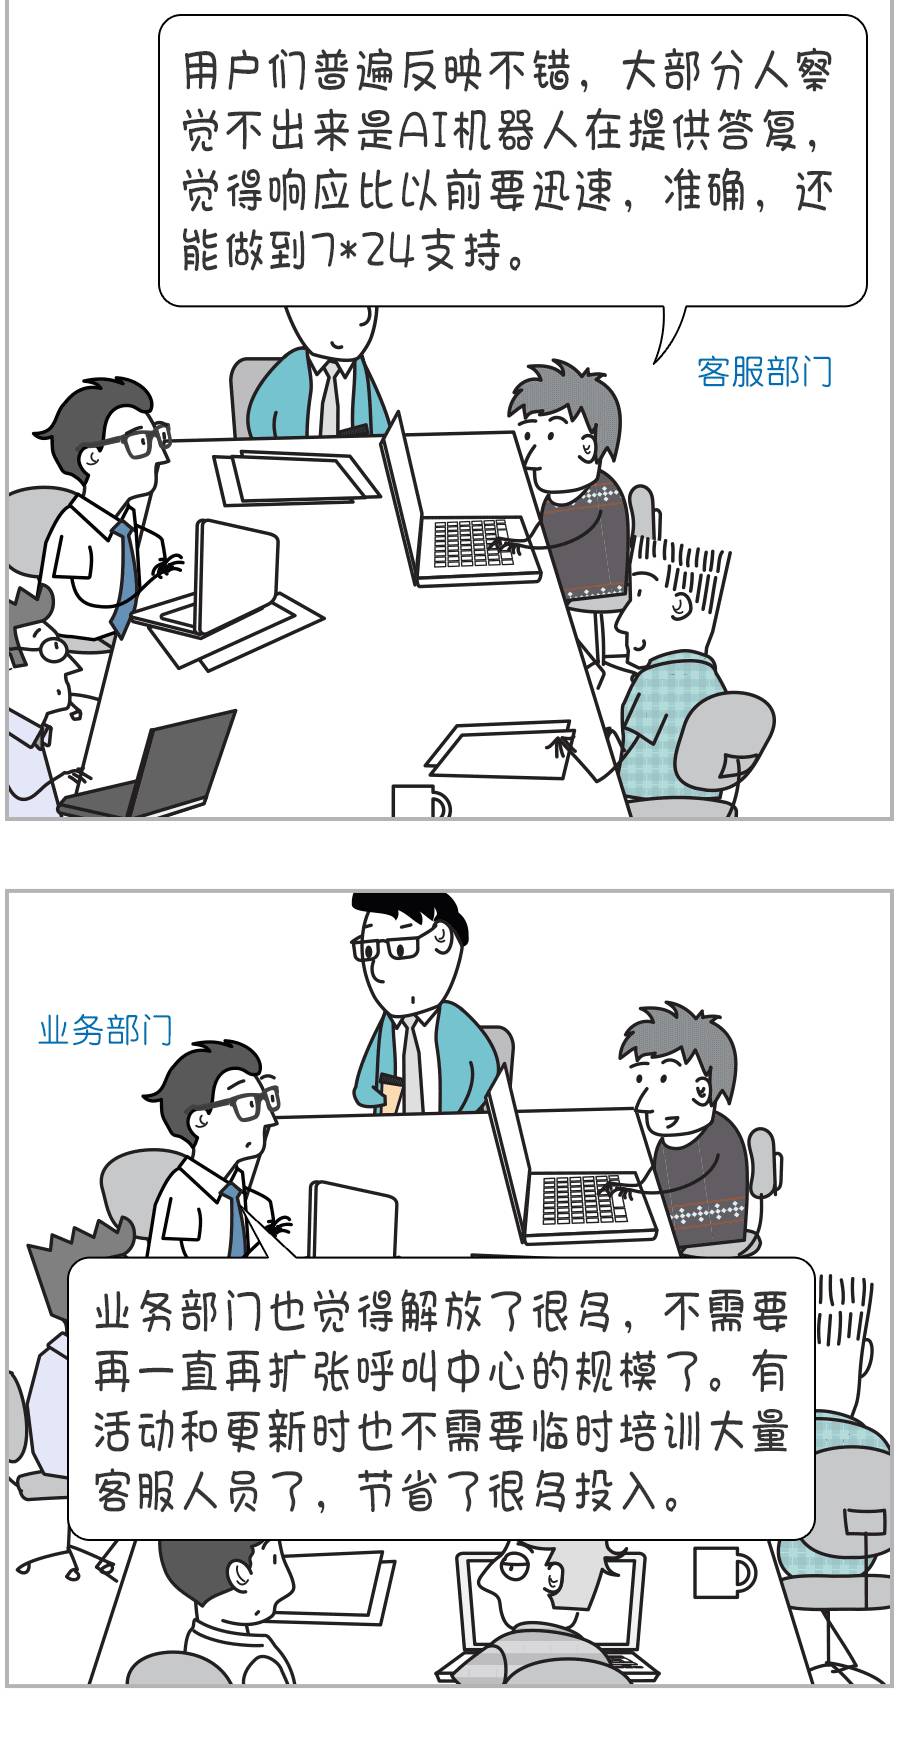 用户们普遍反映不错，大部分人察
觉不出来是AI机器人在提供答复，
觉得响应比以前要迅速，准确，还
能做到7*24支持。
客服部门
业务部门
业务部门也觉得解放了很多，不需要
再一直再扩张呼叫中心的规模了。有
活动和更新时也不需要临时培训大量
客服人员了，节省了很多投入。